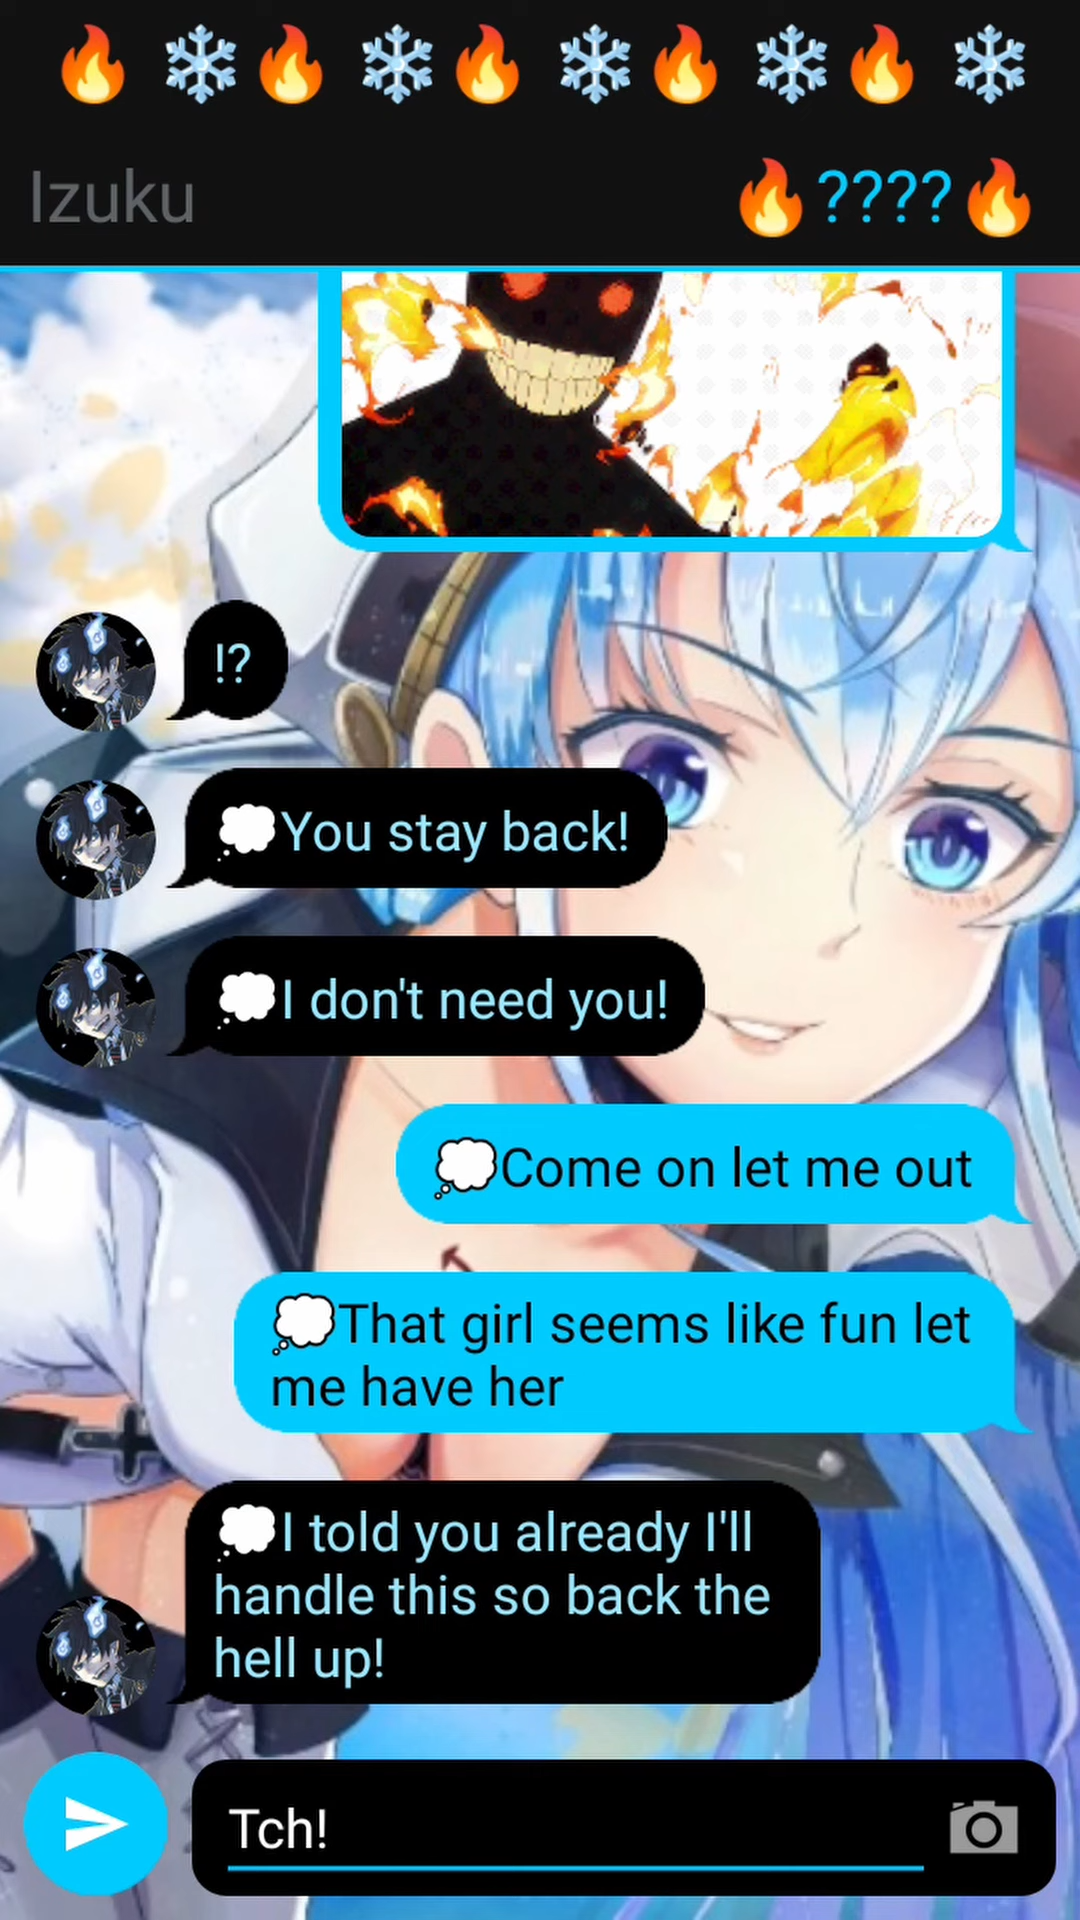 🔥 ❄️🔥 ❄️🔥 ❄️🔥 ❄️🔥 ❄️
Izuku
🔥????🔥
!?
💭You stay back!
💭I don't need you!
💭Come on let me out
💭That girl seems like fun let
me have her
💭I told you already I'll
handle this so back the
hell up!
Tch!